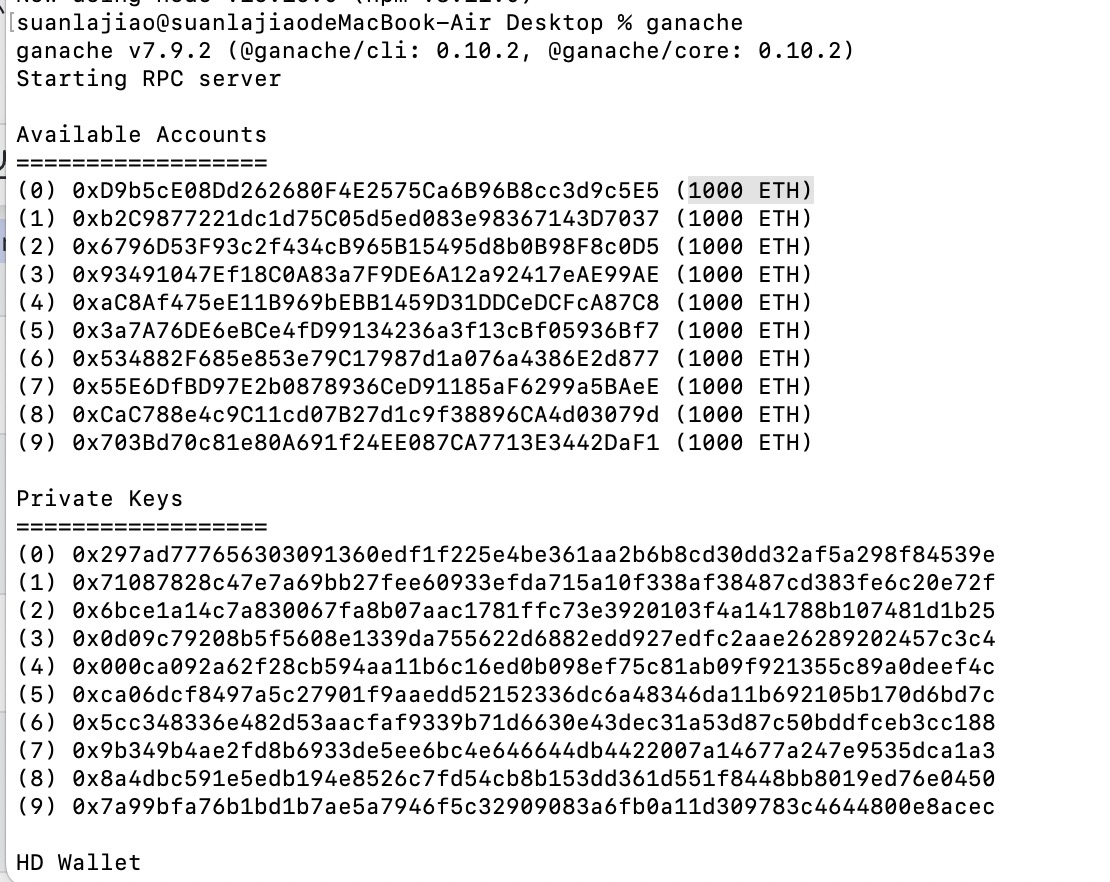 suanlajiao@suanlajiaodeMacBook-Air Desktop % ganache
ganache v7.9.2 (@ganache/cli: 0.10.2, @ganache/core: 0.10.2)
Starting RPC server
Available Accounts
==================
(0) 0xD9b5cE08Dd262680F4E2575Ca6B96B8cc3d9c5E5 (1000 ETH)
(1) 0xb2C9877221dc1d75C05d5ed083e98367143D7037 (1000 ETH)
(2) 0x6796D53F93c2f434cB965B15495d8b0B98F8c0D5 (1000 ETH)
(3) 0x93491047Ef18C0A83a7F9DE6A12a92417eAE99AE (1000 ETH)
(4) 0xaC8Af475eE11B969bEBB1459D31DDCeDCFcA87C8 (1000 ETH)
(5) 0x3a7A76DE6eBCe4fD99134236a3f13cBf05936Bf7 (1000 ETH)
(6) 0x534882F685e853e79C17987d1a076a4386E2d877 (1000 ETH)
(7) 0x55E6DfBD97E2b0878936CeD91185aF6299a5BAeE (1000 ETH)
(8) 0xCaC788e4c9C11cd07B27d1c9f38896CA4d03079d (1000 ETH)
(9) 0x703Bd70c81e80A691f24EE087CA7713E3442DaF1 (1000 ETH)
Private Keys
==================
(0) 0x297ad777656303091360edf1f225e4be361aa2b6b8cd30dd32af5a298f84539e
(1) 0x71087828c47e7a69bb27fee60933efda715a10f338af38487cd383fe6c20e72f
(2) 0x6bce1a14c7a830067fa8b07aac1781ffc73e3920103f4a141788b107481d1b25
(3) 0x0d09c79208b5f5608e1339da755622d6882edd927edfc2aae26289202457c3c4
(4) 0x000ca092a62f28cb594aa11b6c16ed0b098ef75c81ab09f921355c89a0deef4c
(5) 0xca06dcf8497a5c27901f9aaedd52152336dc6a48346da11b692105b170d6bd7c
(6) 0x5cc348336e482d53aacfaf9339b71d6630e43dec31a53d87c50bddfceb3cc188
(7) 0x9b349b4ae2fd8b6933de5ee6bc4e646644db4422007a14677a247e9535dca1a3
(8) 0x8a4dbc591e5edb194e8526c7fd54cb8b153dd361d551f8448bb8019ed76e0450
(9) 0x7a99bfa76b1bd1b7ae5a7946f5c32909083a6fb0a11d309783c4644800e8acec
HD Wallet